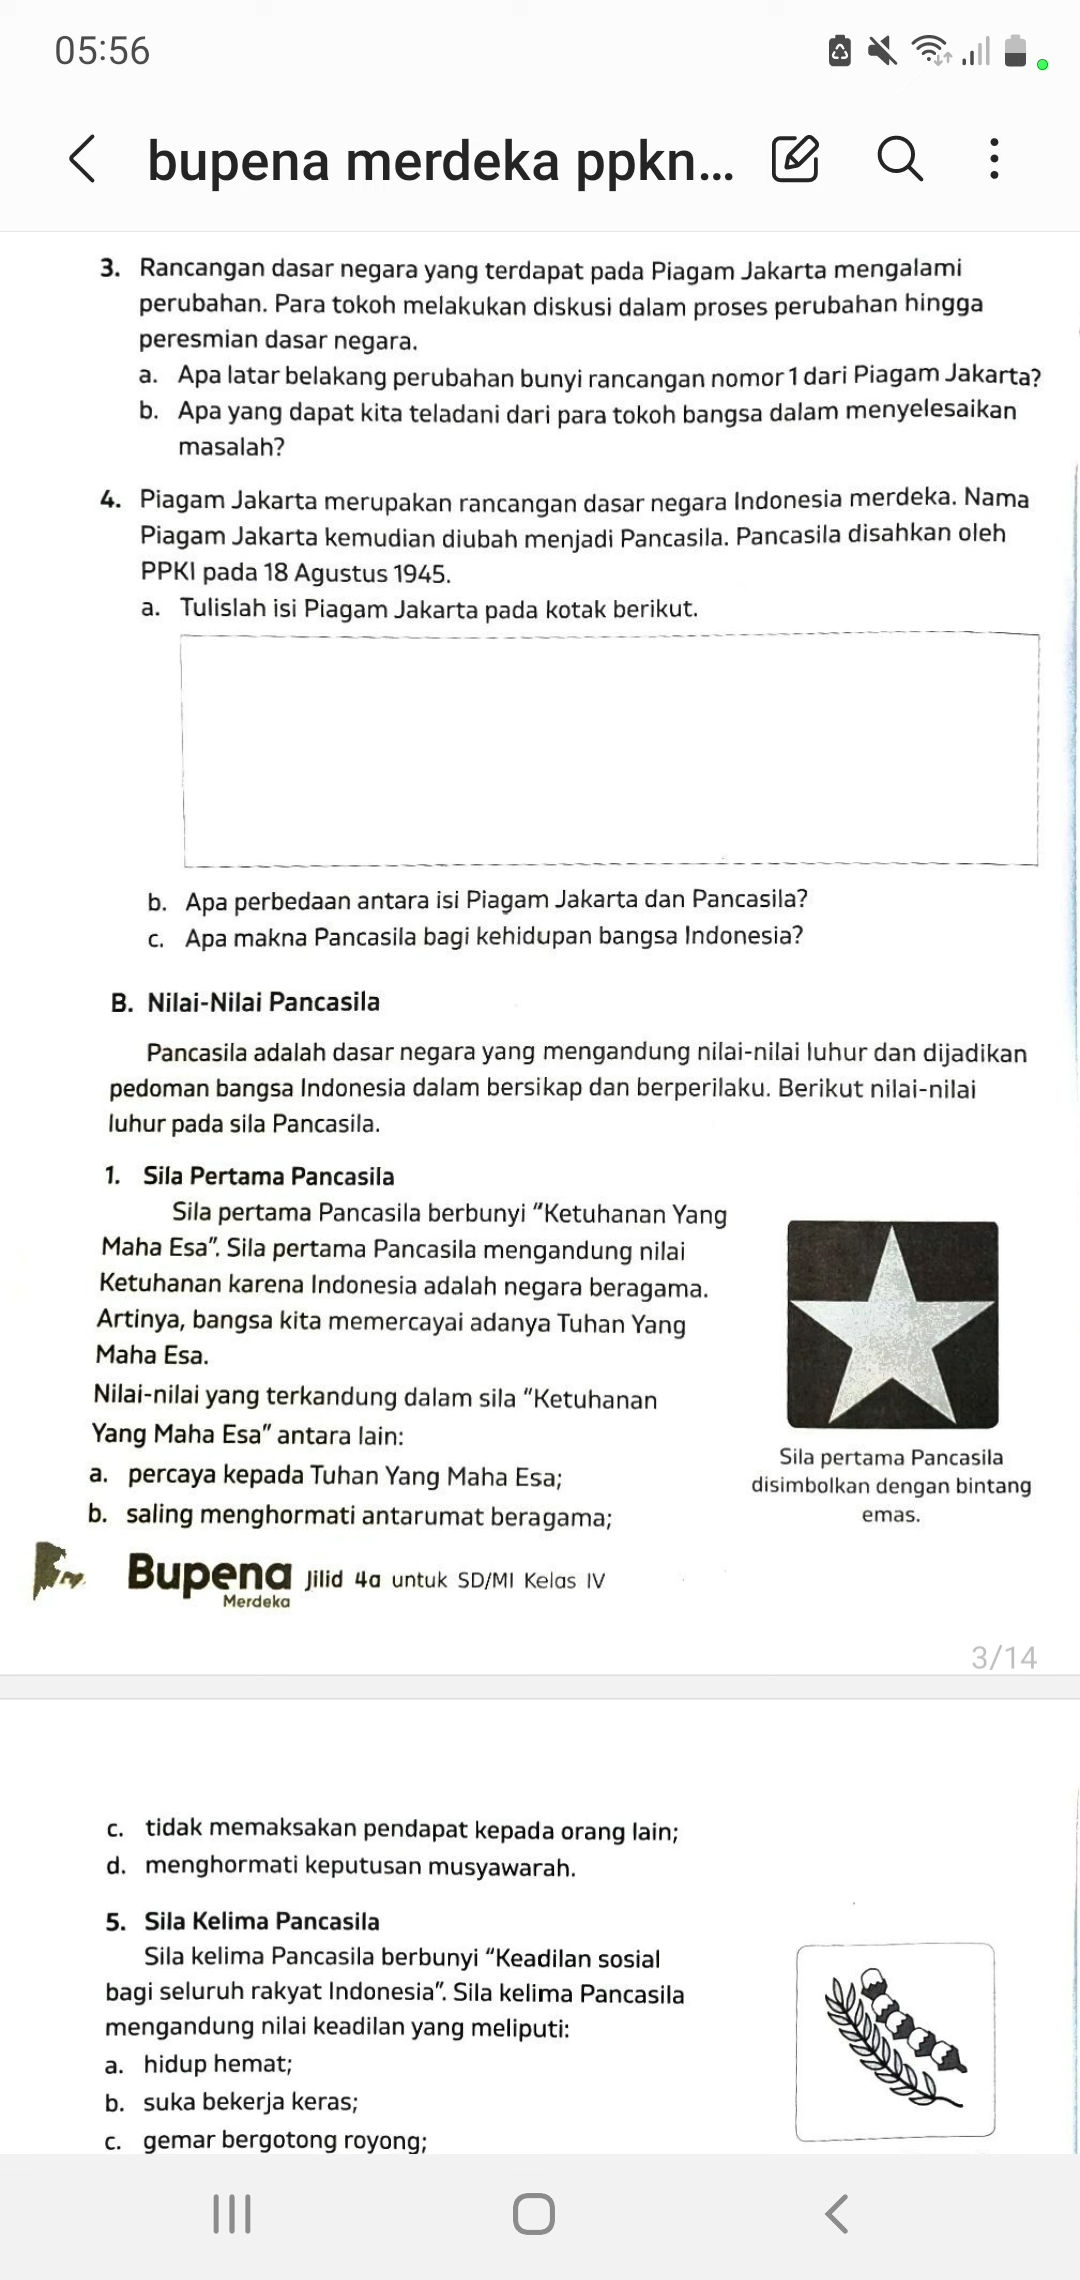 05:56
bupena merdeka ppkn...
3. Rancangan dasar negara yang terdapat pada Piagam Jakarta mengalami
perubahan. Para tokoh melakukan diskusi dalam proses perubahan hingga
peresmian dasar negara.
a. Apa latar belakang perubahan bunyi rancangan nomor 1 dari Piagam Jakarta?
b. Apa yang dapat kita teladani dari para tokoh bangsa dalam menyelesaikan
masalah?
4. Piagam Jakarta merupakan rancangan dasar negara Indonesia merdeka. Nama
Piagam Jakarta kemudian diubah menjadi Pancasila. Pancasila disahkan oleh
PPKI pada 18 Agustus 1945.
a. Tulislah isi Piagam Jakarta pada kotak berikut.
b. Apa perbedaan antara isi Piagam Jakarta dan Pancasila?
c. Apa makna Pancasila bagi kehidupan bangsa Indonesia?
B. Nilai-Nilai Pancasila
Pancasila adalah dasar negara yang mengandung nilai-nilai luhur dan dijadikan
pedoman bangsa Indonesia dalam bersikap dan berperilaku. Berikut nilai-nilai
luhur pada sila Pancasila.
1. Sila Pertama Pancasila
Sila pertama Pancasila berbunyi "Ketuhanan Yang
Maha Esa". Sila pertama Pancasila mengandung nilai
Ketuhanan karena Indonesia adalah negara beragama.
Artinya, bangsa kita memercayai adanya Tuhan Yang
Maha Esa.
Nilai-nilai yang terkandung dalam sila "Ketuhanan
Yang Maha Esa" antara lain:
a. percaya kepada Tuhan Yang Maha Esa;
b. saling menghormati antarumat beragama;
Sila pertama Pancasila
disimbolkan dengan bintang
emas.
Bupena Jilid 4a untuk SD/MI Kelas IV
Merdeka
3/14
c. tidak memaksakan pendapat kepada orang lain;
d. menghormati keputusan musyawarah.
5. Sila Kelima Pancasila
Sila kelima Pancasila berbunyi "Keadilan sosial
bagi seluruh rakyat Indonesia". Sila kelima Pancasila
mengandung nilai keadilan yang meliputi:
a. hidup hemat;
b. suka bekerja keras;
c. gemar bergotong royong;